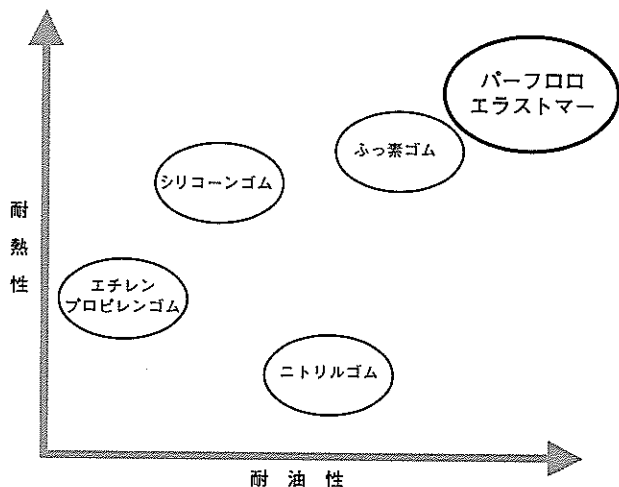 パーフロロ
エラストマー
ふっ素ゴム
シリコーンゴム
耐熱性
エチレン
プロピレンゴム
ニトリルゴム
耐油性